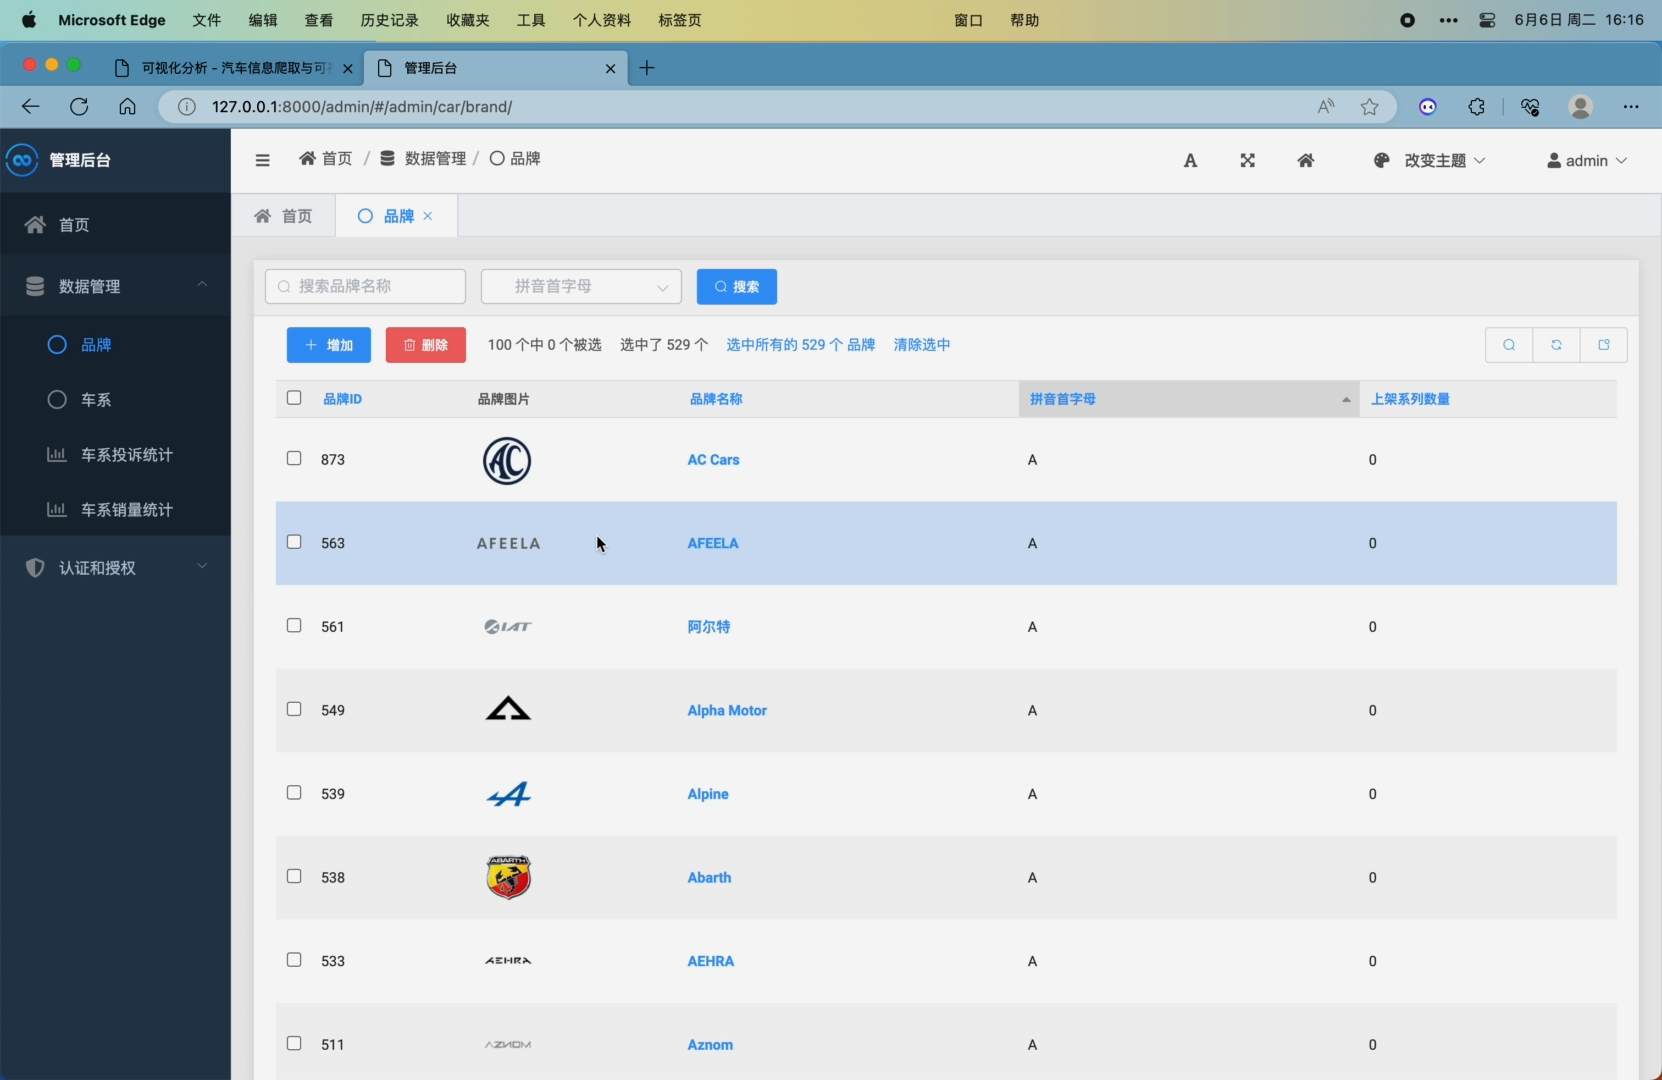 Microsoft Edge 文件 编辑 查看 历史记录 收藏夹 工具 个人资料 标签页 窗口 帮助 6月6日 周二 16:16
可视化分析 - 汽车信息爬取与可 管理后台
127.0.0.1:8000/admin/#/admin/car/brand/
管理后台
首页 / 数据管理 / 品牌
改变主题
admin
首页
数据管理
品牌
车系
车系投诉统计
车系销量统计
认证和授权
首页 品牌
搜索品牌名称 拼音首字母 搜索
增加 删除 100 个中 0 个被选 选中了 529 个 选中所有的 529 个 品牌 清除选中
品牌ID 品牌图片 品牌名称 拼音首字母 上架系列数量
873 AC AC Cars A 0
563 AFEELA AFEELA A 0
561 IAT 阿尔特 A 0
549 Alpha Motor A 0
539 Alpine A 0
538 ABARTH Abarth A 0
533 AEHRA AEHRA A 0
511 AZNOM Aznom A 0